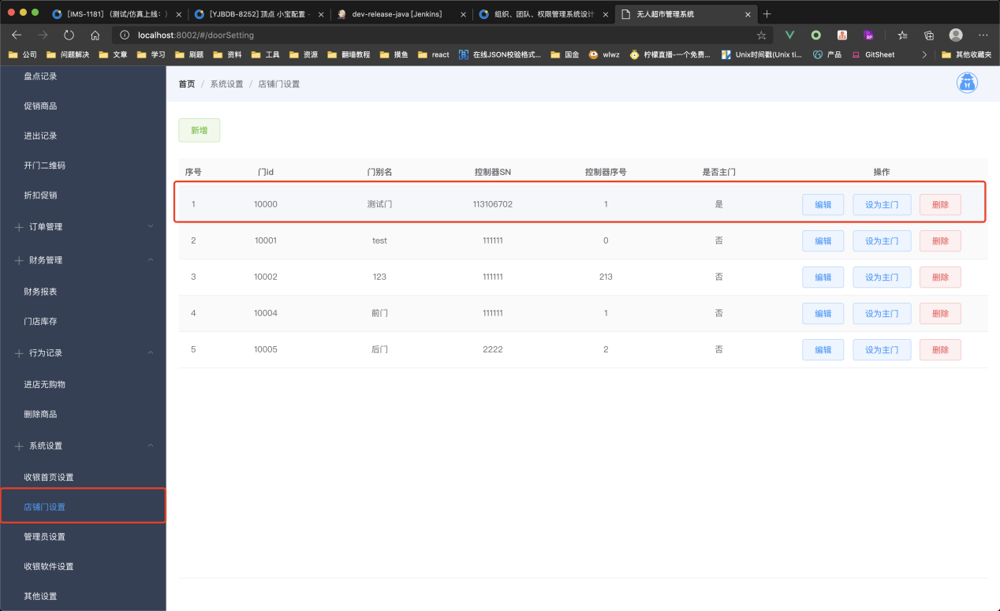 [IMS-1181]（测试/仿真上线：）
[YJBDB-8252] 顶点 小宝配置 -
dev-release-java [Jenkins]
组织、团队、权限管理系统设计
无人超市管理系统
localhost:8002/#/doorSetting
公司 问题解决 文章 学习 刷题 资料 工具 资源 翻墙教程 摸鱼 react 在线JSON校验格式... 国金 wlwz 柠檬直播-一个免费... Unix时间戳(Unix ti... 产品 GitSheet 其他收藏夹
盘点记录
促销商品
进出记录
开门二维码
折扣促销
订单管理
财务管理
财务报表
门店库存
行为记录
进店无购物
删除商品
系统设置
收银首页设置
店铺门设置
管理员设置
收银软件设置
其他设置
首页 / 系统设置 / 店铺门设置
新增
序号 门id 门别名 控制器SN 控制器序号 是否主门 操作
1 10000 测试门 113106702 1 是 编辑 设为主门 删除
2 10001 test 111111 0 否 编辑 设为主门 删除
3 10002 123 111111 213 否 编辑 设为主门 删除
4 10004 前门 111111 1 否 编辑 设为主门 删除
5 10005 后门 2222 2 否 编辑 设为主门 删除